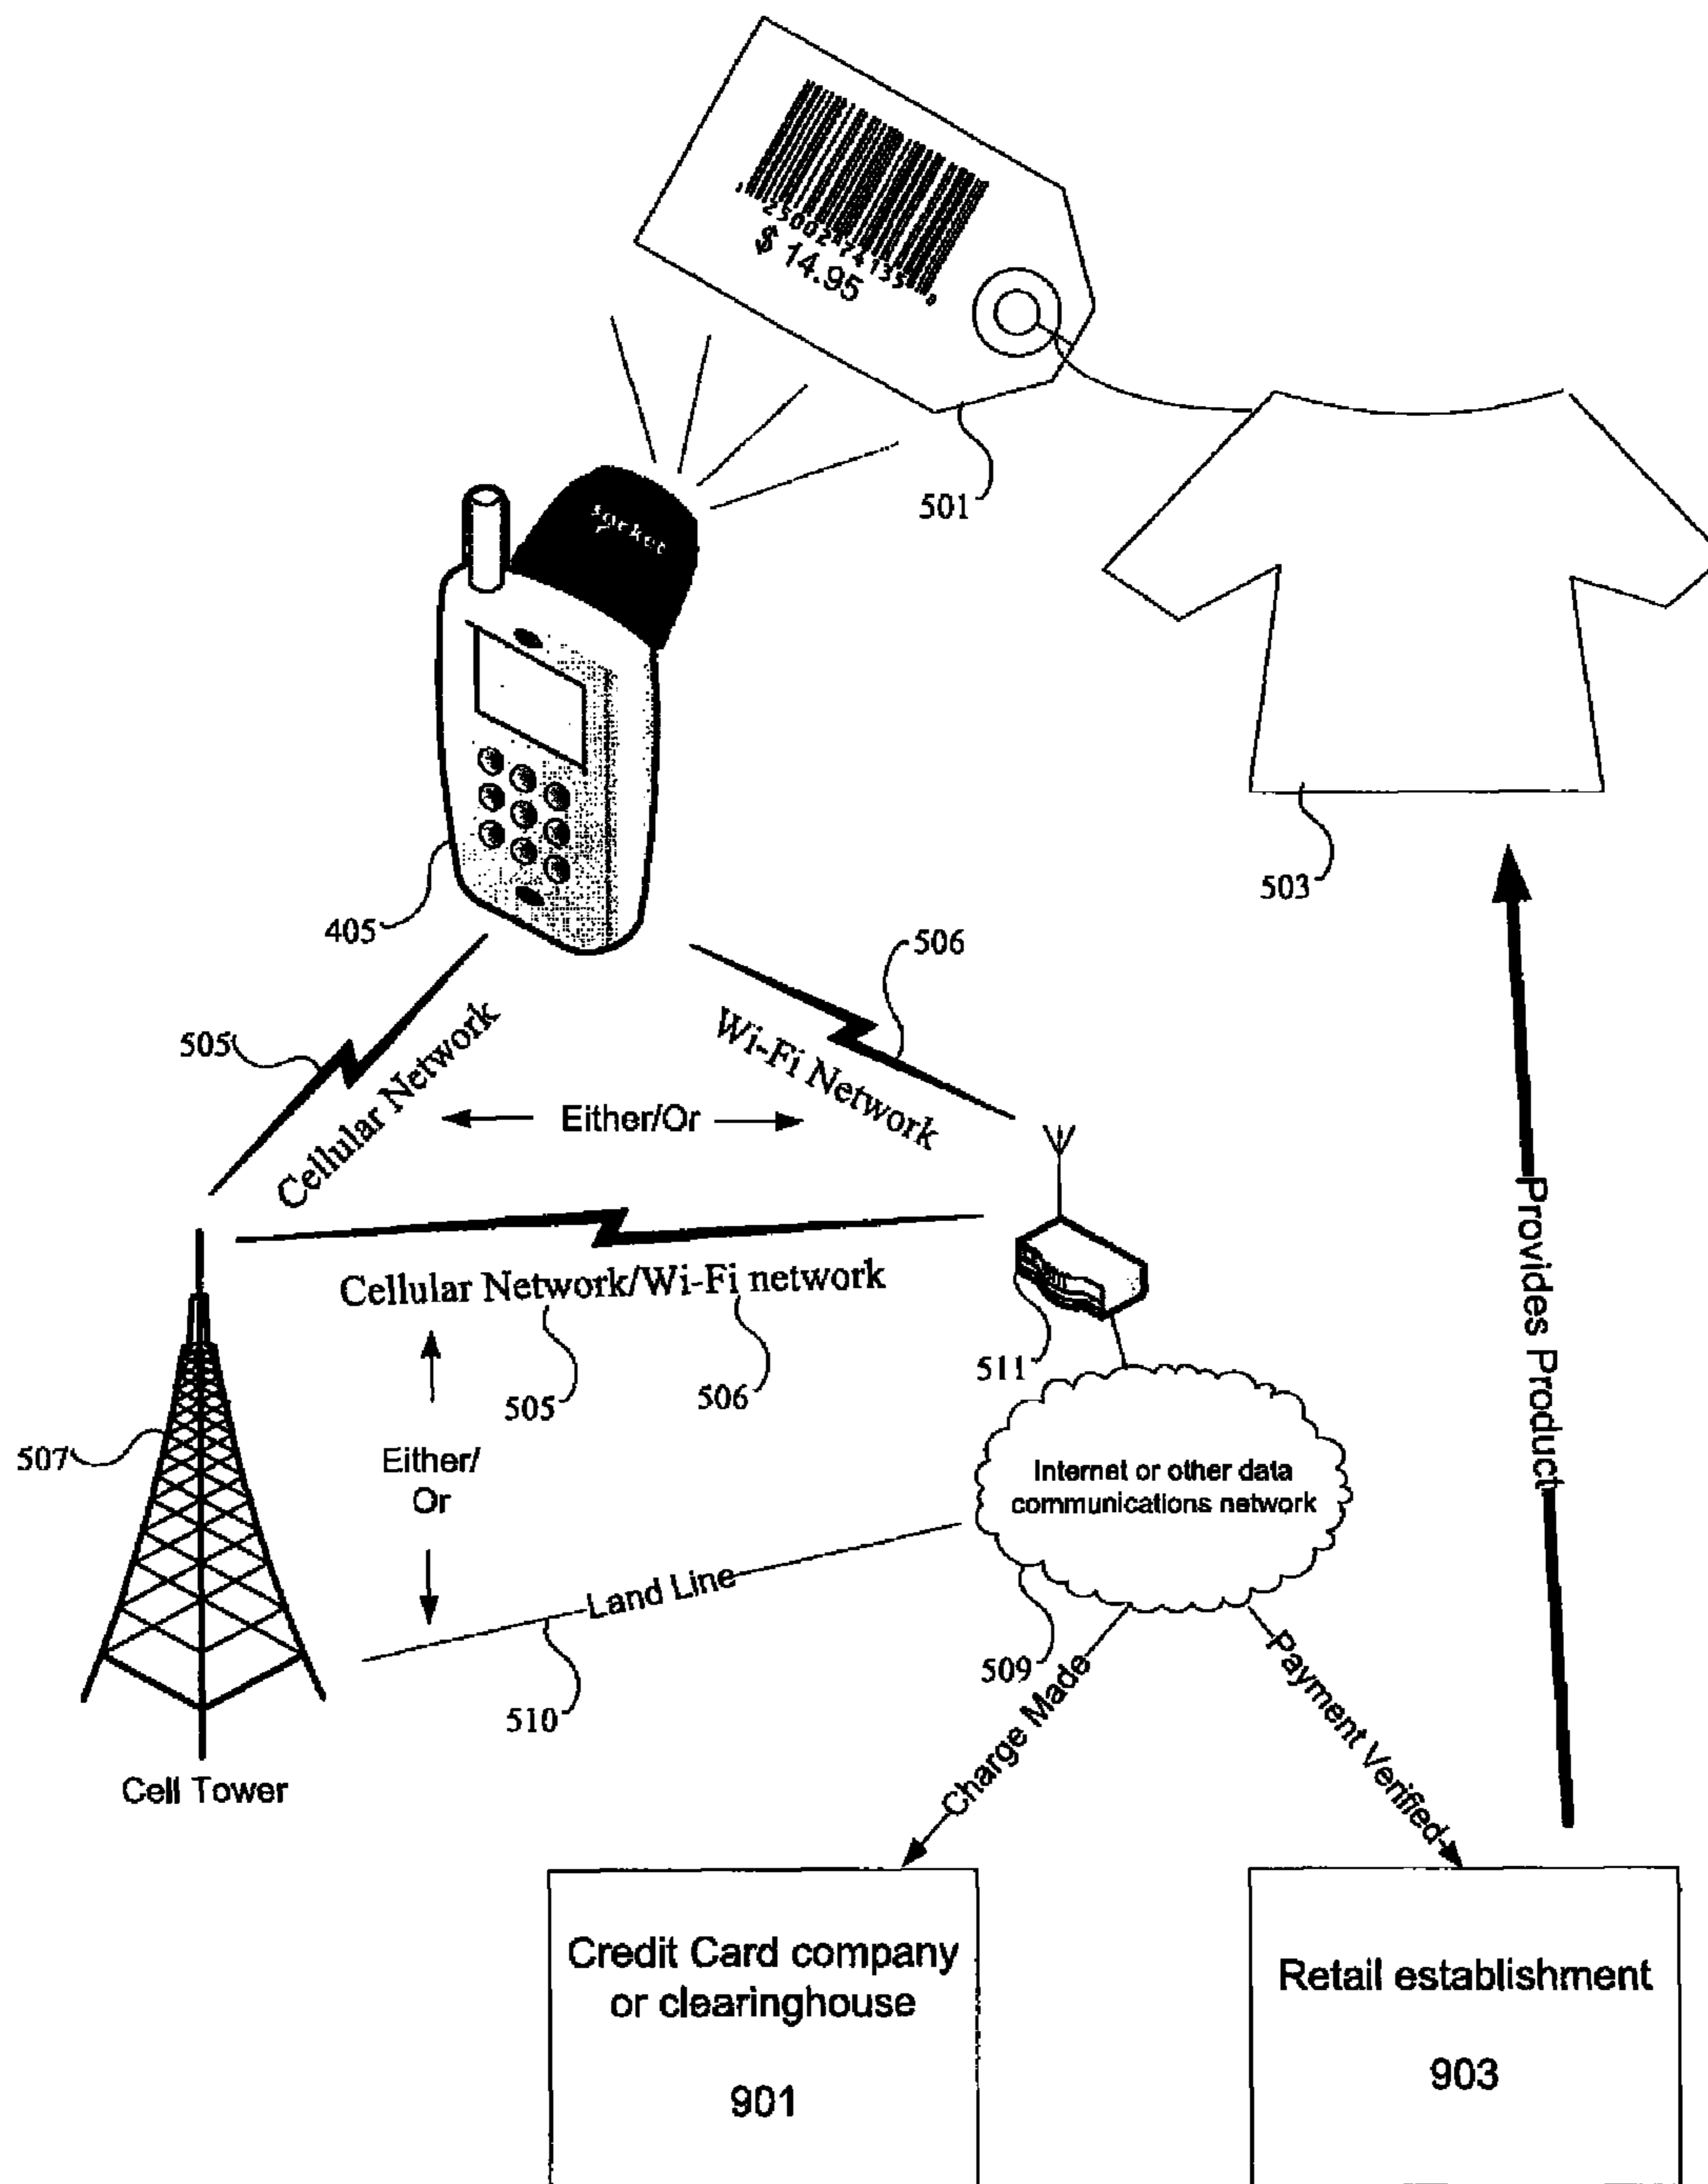 $ 14.95
socket
501
503
405
506
505
Cellular Network
Wi-Fi Network
Either/Or
Cellular Network/Wi-Fi network
511
505
506
507
Either/
Or
Internet or other data
communications network
Land Line
509
510
Charge Made
Payment Verified
Provides Product
Cell Tower
Credit Card company
or clearinghouse
901
Retail establishment
903